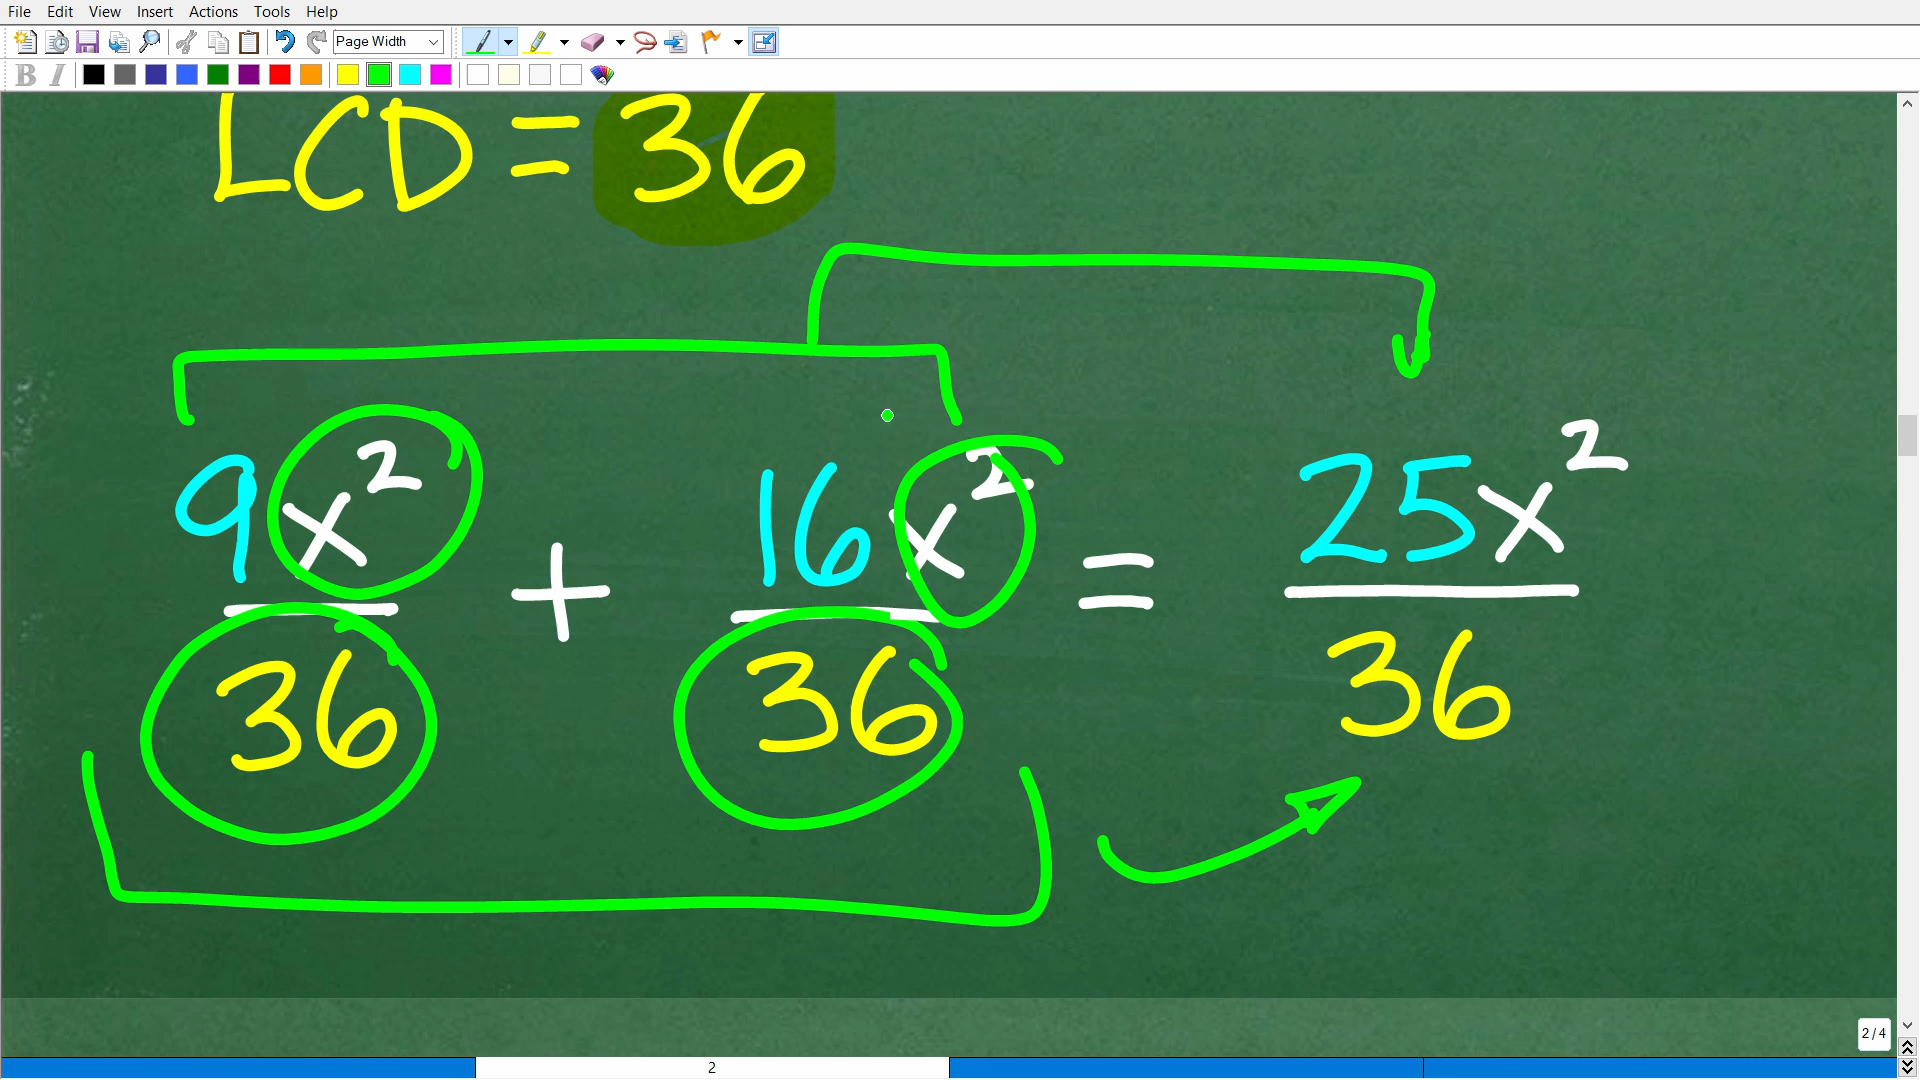 File Edit View Insert Actions Tools Help
Page Width
B I
LCD = 36
9x² + 16x² = 25x²
36 36 36
2/4
2